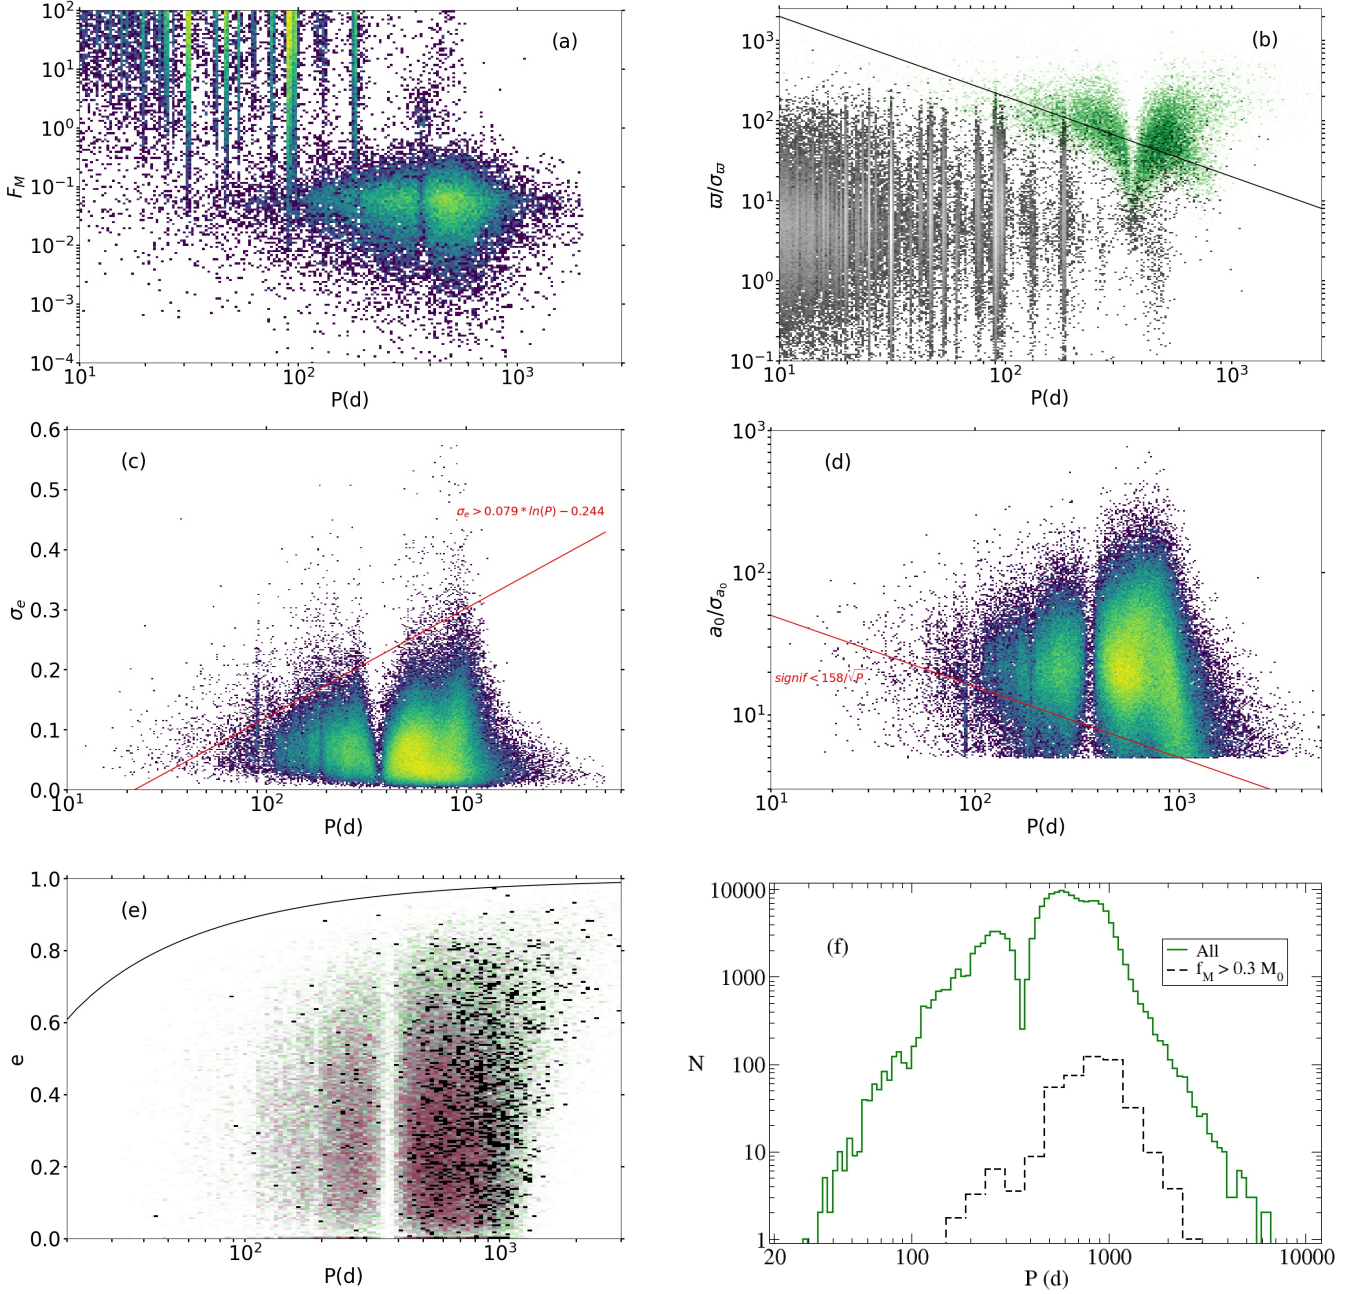 (a)
10²
10¹
10⁰
10⁻¹
10⁻²
10⁻³
10⁻⁴
F_M
10¹ 10² 10³
P(d)
(b)
10³
10²
10¹
10⁰
10⁻¹
ϖ/σ_ϖ
10¹ 10² 10³
P(d)
(c)
0.6
0.5
0.4
0.3
0.2
0.1
0.0
σ_e
σ_e > 0.079 * ln(P) − 0.244
10¹ 10² 10³
P(d)
(d)
10³
10²
10¹
a₀/σ_a₀
signif < 158/√P
10¹ 10² 10³
P(d)
(e)
1.0
0.8
0.6
0.4
0.2
0.0
e
10² 10³
P(d)
(f)
10000
1000
100
10
1
N
All
f_M > 0.3 M_0
20 100 1000 10000
P (d)